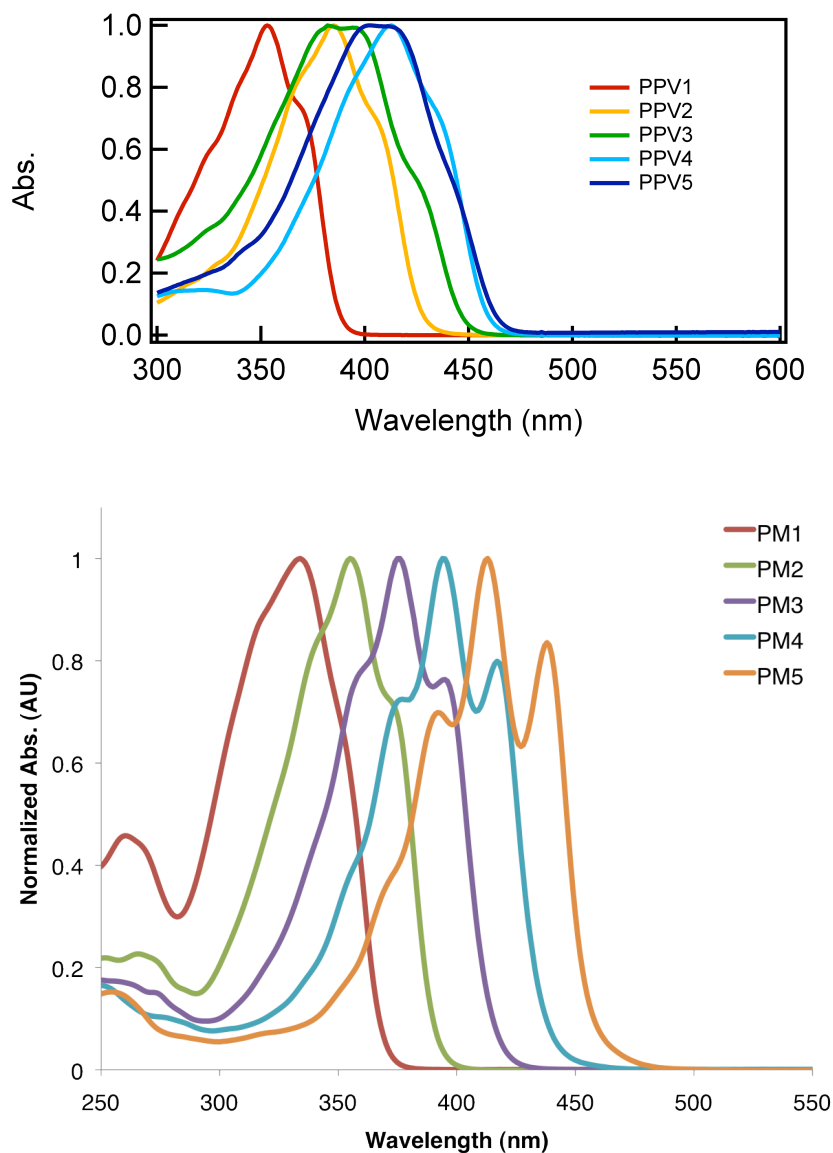 1.0
0.8
0.6
0.4
0.2
0.0
Abs.
PPV1
PPV2
PPV3
PPV4
PPV5
300 350 400 450 500 550 600
Wavelength (nm)
PM1
PM2
PM3
PM4
PM5
1
0.8
0.6
0.4
0.2
0
Normalized Abs. (AU)
250 300 350 400 450 500 550
Wavelength (nm)